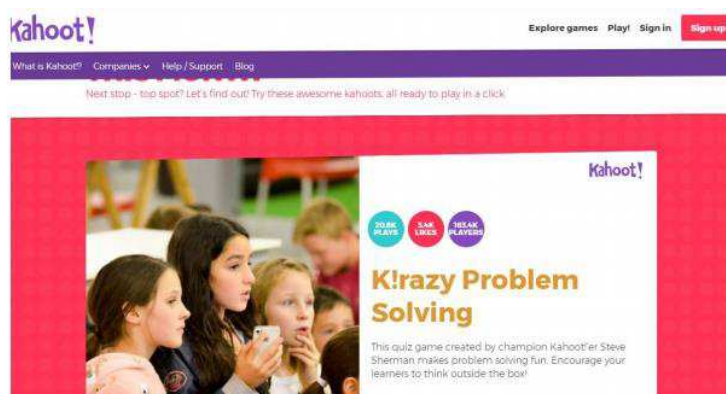 Kahoot!
Explore games Play! Sign in Sign up
What is Kahoot!? Companies Help / Support Blog
Next stop - top spot? Let's find out! Try these awesome kahoots, all ready to play in a click
Kahoot!
20.8K PLAYS 3.4K LIKES 183.4K PLAYERS
K!razy Problem
Solving
This quiz game created by champion Kahoot!'er Steve
Sherman makes problem solving fun. Encourage your
learners to think outside the box!